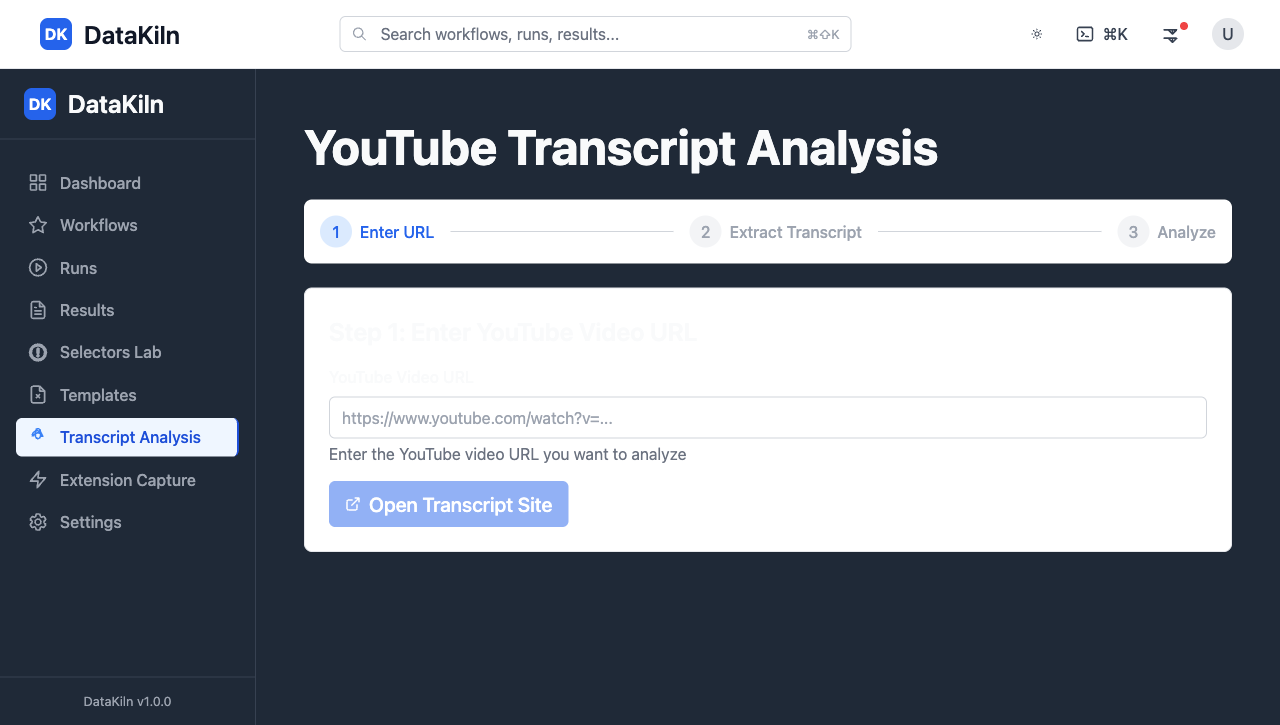 DK DataKiln
Search workflows, runs, results... ⌘⇧K
⌘K
U
DK DataKiln
Dashboard
Workflows
Runs
Results
Selectors Lab
Templates
Transcript Analysis
Extension Capture
Settings
DataKiln v1.0.0
YouTube Transcript Analysis
1 Enter URL
2 Extract Transcript
3 Analyze
Step 1: Enter YouTube Video URL
YouTube Video URL
https://www.youtube.com/watch?v=...
Enter the YouTube video URL you want to analyze
Open Transcript Site